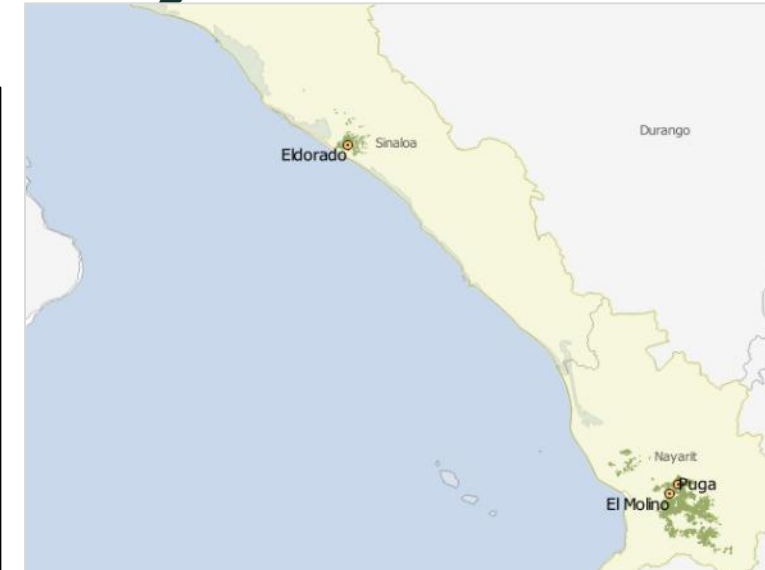 Durango
Sinaloa
Eldorado
Nayarit
Puga
El Molino